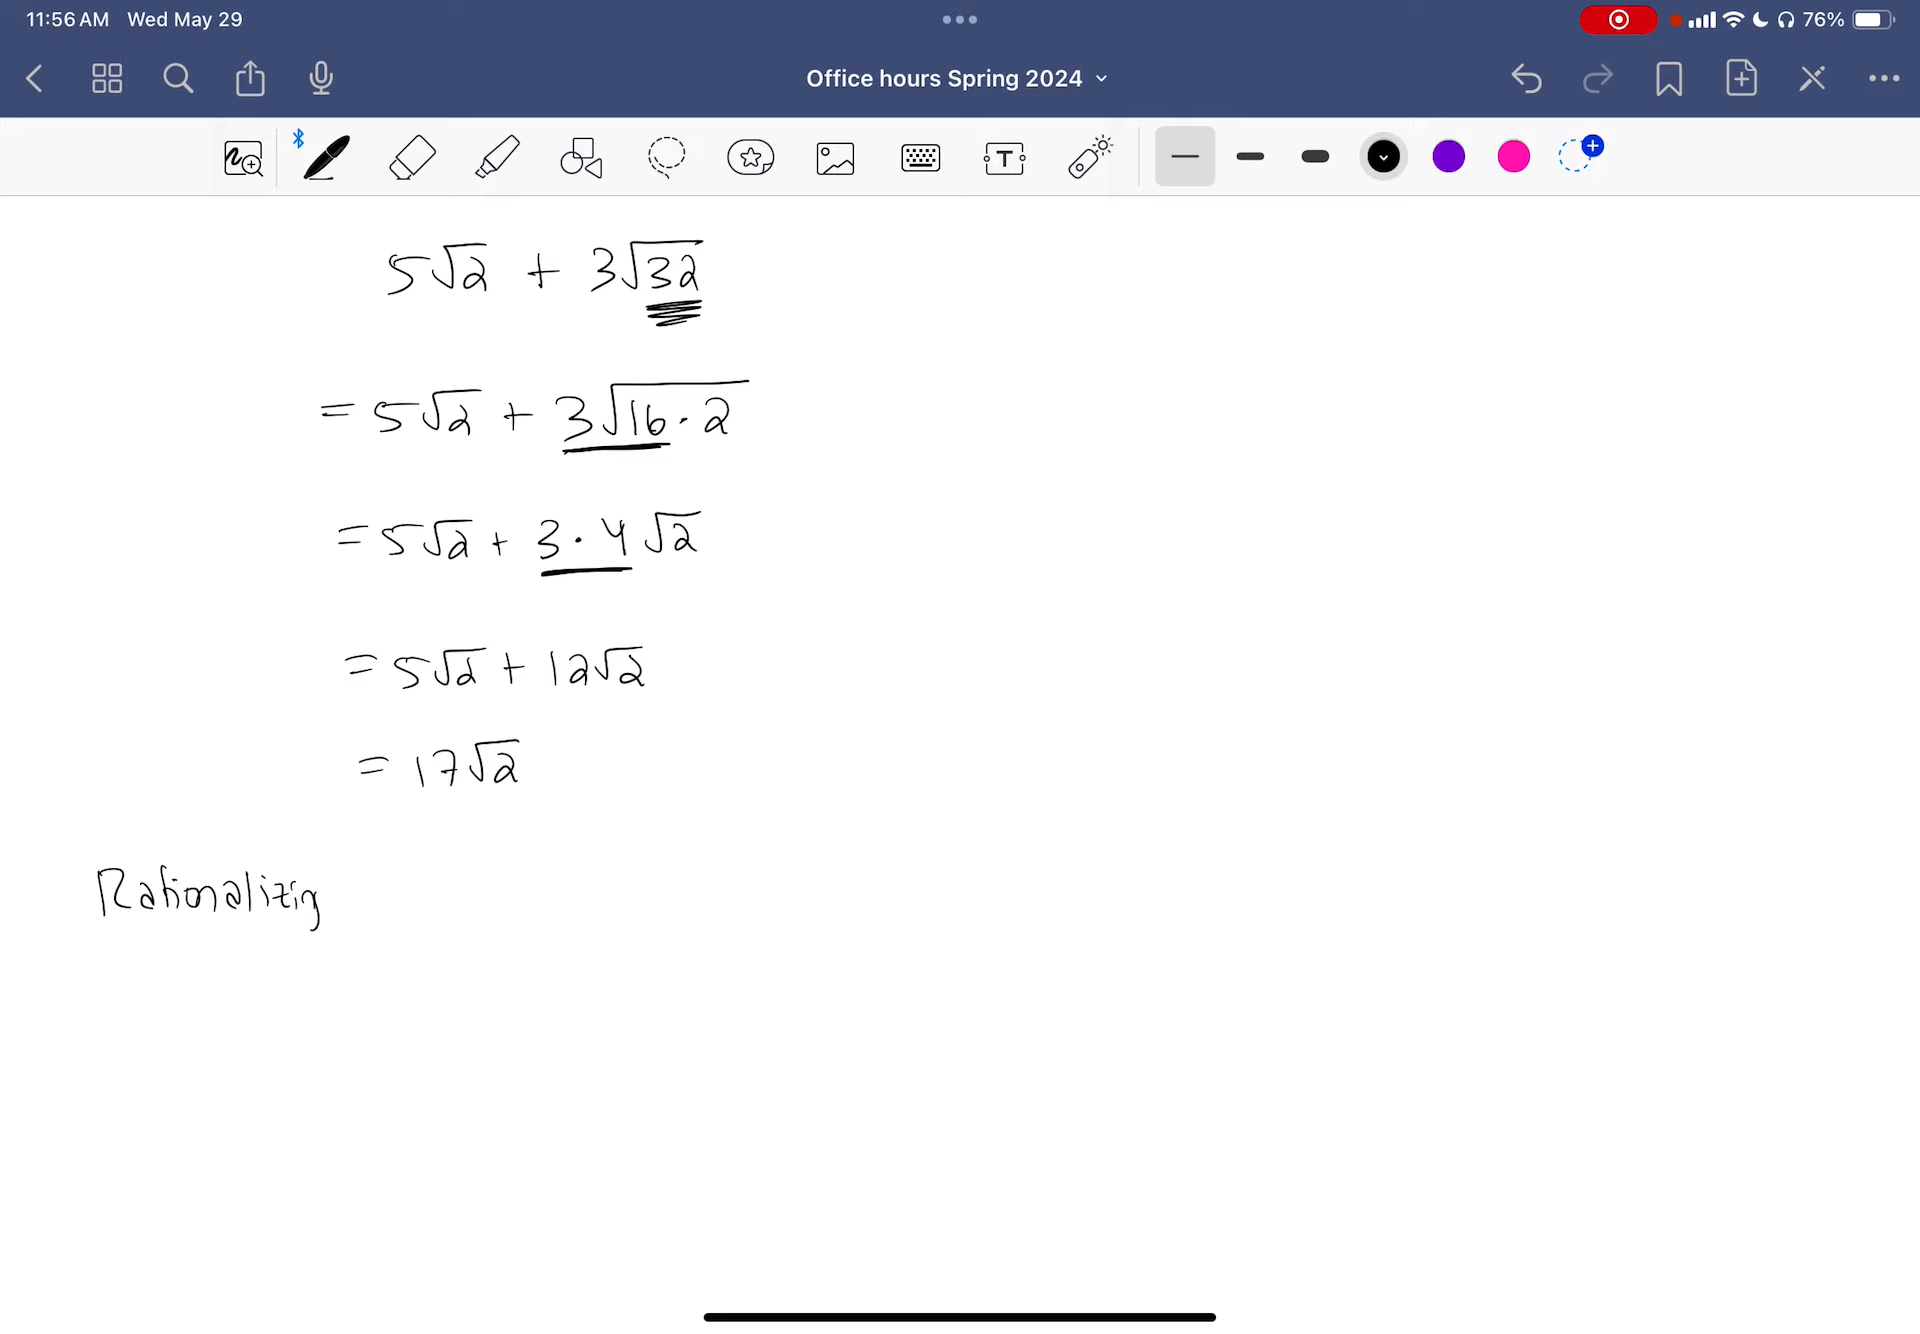 11:56 AM Wed May 29
76%
Office hours Spring 2024
T
5√2 + 3√32
= 5√2 + 3√16·2
= 5√2 + 3·4√2
= 5√2 + 12√2
= 17√2
Rationalizing